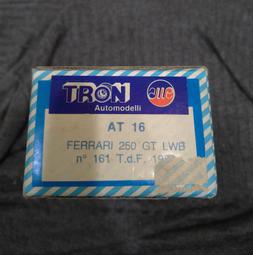 TRON
Automodelli
AT 16
FERRARI 250 GT LWB
n° 161 T.d.F.